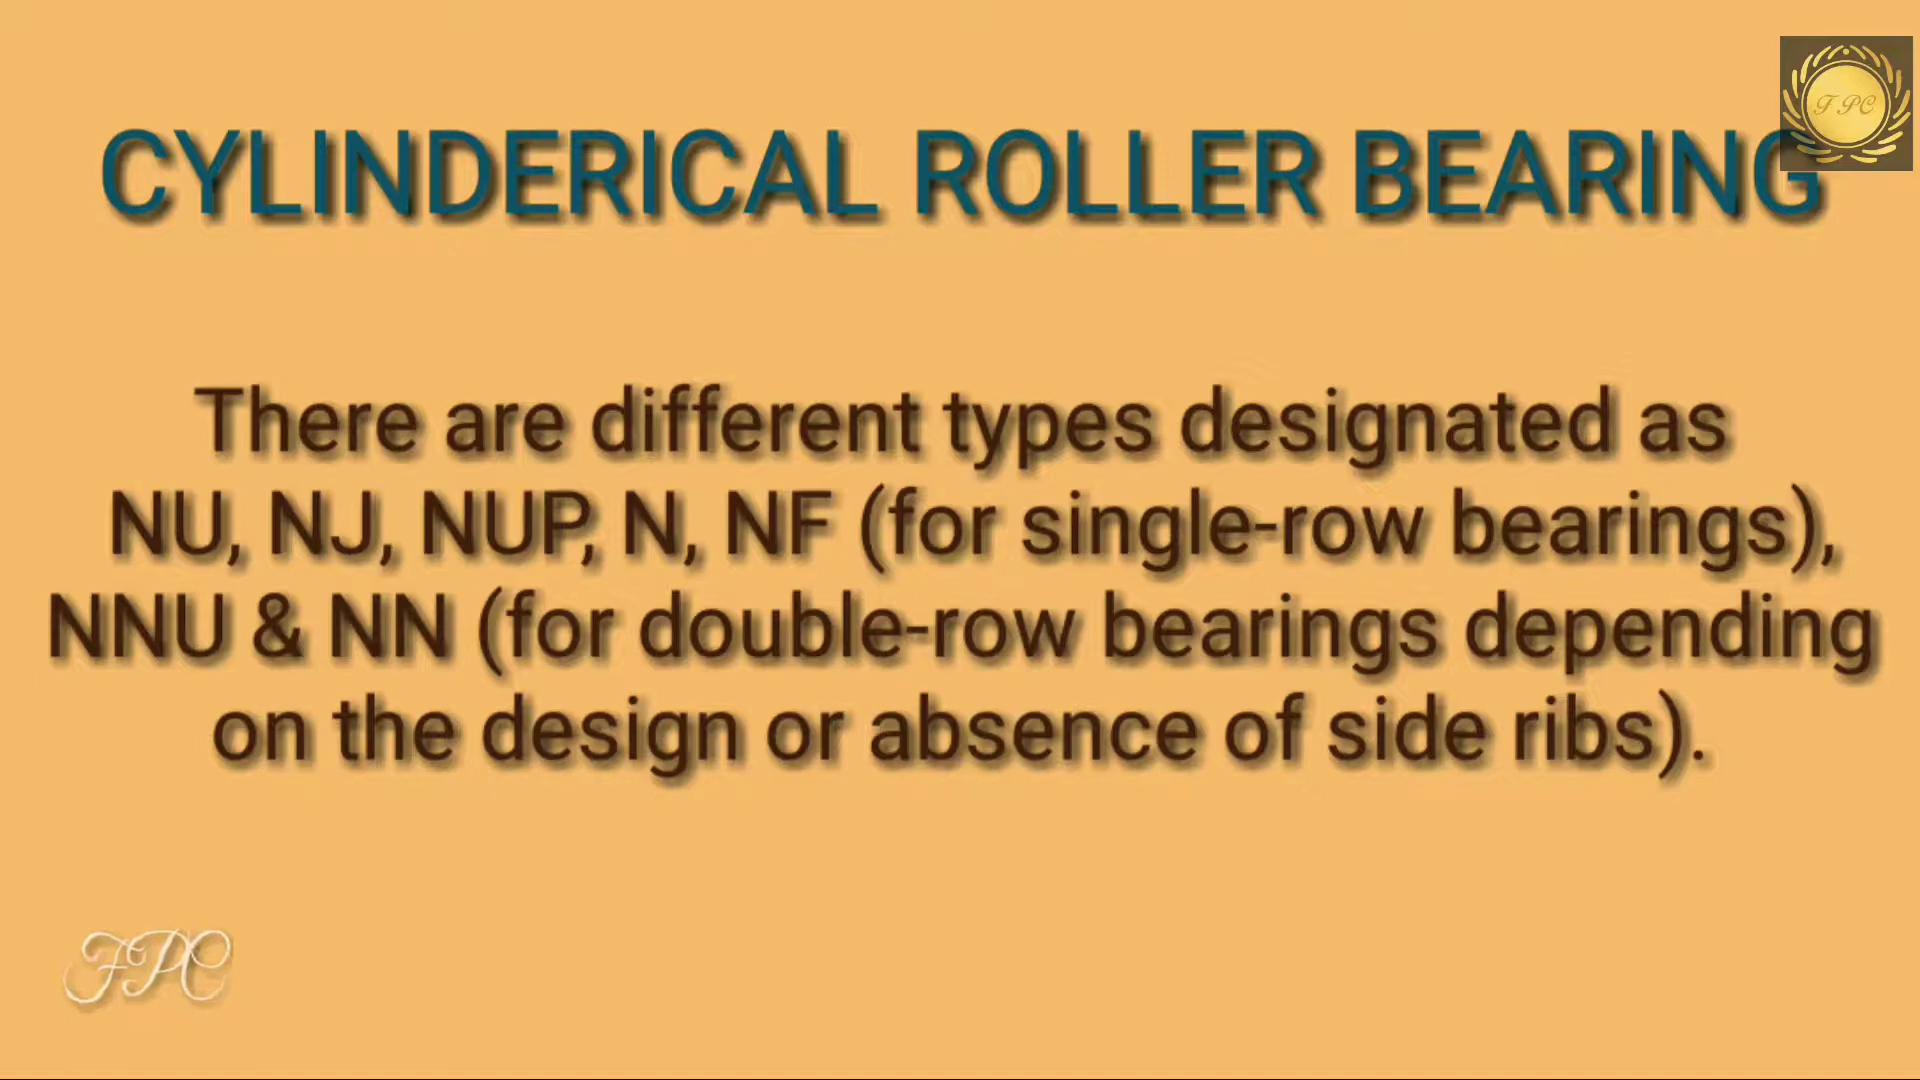 FPC
CYLINDERICAL ROLLER BEARING
There are different types designated as
NU, NJ, NUP, N, NF (for single-row bearings),
NNU & NN (for double-row bearings depending
on the design or absence of side ribs).
FPC